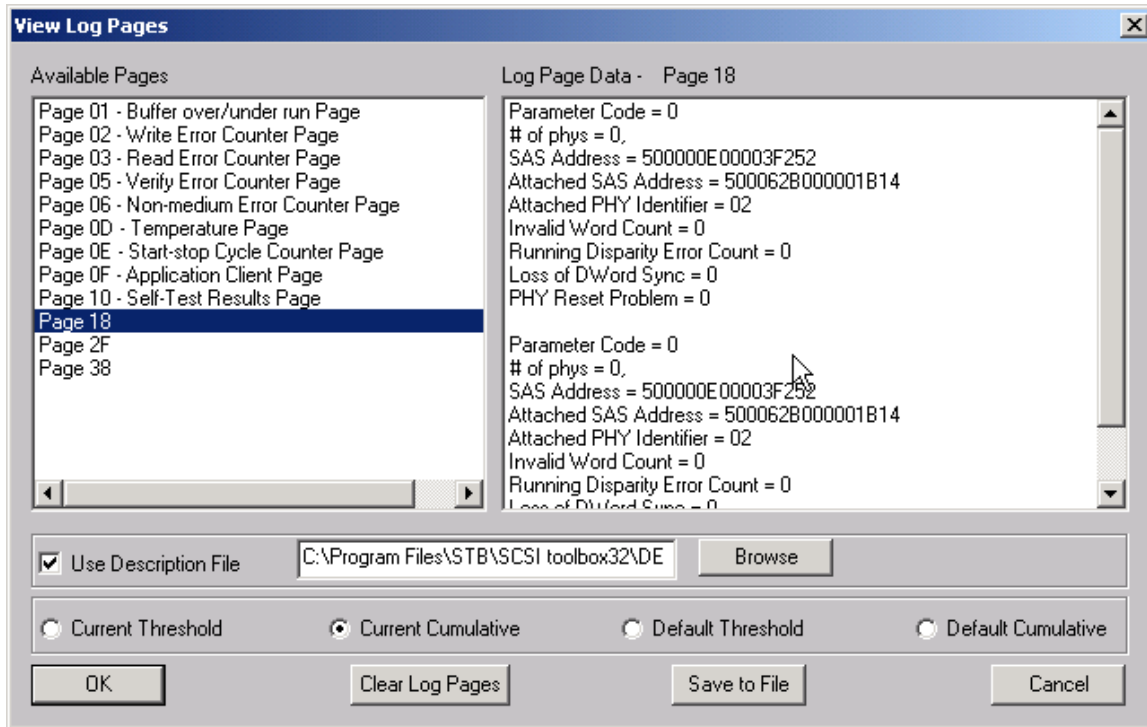 View Log Pages
Available Pages
Page 01 - Buffer over/under run Page
Page 02 - Write Error Counter Page
Page 03 - Read Error Counter Page
Page 05 - Verify Error Counter Page
Page 06 - Non-medium Error Counter Page
Page 0D - Temperature Page
Page 0E - Start-stop Cycle Counter Page
Page 0F - Application Client Page
Page 10 - Self-Test Results Page
Page 18
Page 2F
Page 38
Log Page Data - Page 18
Parameter Code = 0
# of phys = 0,
SAS Address = 500000E00003F252
Attached SAS Address = 500062B000001B14
Attached PHY Identifier = 02
Invalid Word Count = 0
Running Disparity Error Count = 0
Loss of DWord Sync = 0
PHY Reset Problem = 0
Parameter Code = 0
# of phys = 0,
SAS Address = 500000E00003F252
Attached SAS Address = 500062B000001B14
Attached PHY Identifier = 02
Invalid Word Count = 0
Running Disparity Error Count = 0
Loss of DWord Sync = 0
Use Description File
C:\Program Files\STB\SCSI toolbox32\DE
Browse
Current Threshold
Current Cumulative
Default Threshold
Default Cumulative
OK
Clear Log Pages
Save to File
Cancel